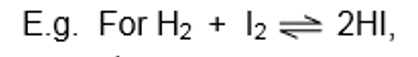 E.g. For H₂ + I₂ ⇌ 2HI,